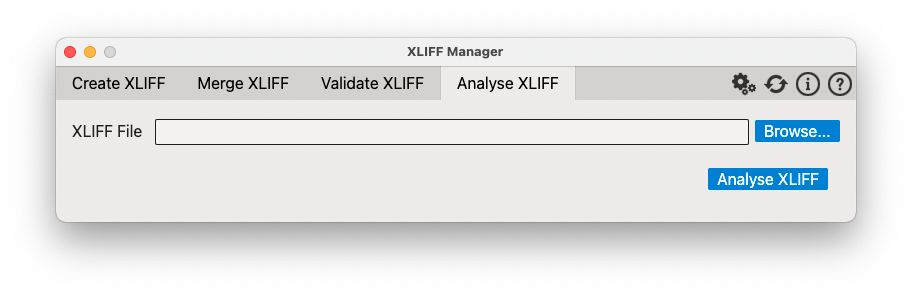 XLIFF Manager
Create XLIFF Merge XLIFF Validate XLIFF Analyse XLIFF
XLIFF File Browse...
Analyse XLIFF